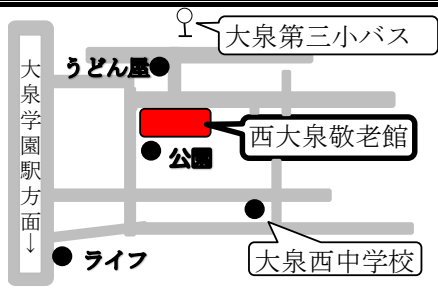 大泉第三小バス
うどん屋
大泉学園駅方面↓
西大泉敬老館
公園
大泉西中学校
ライフ